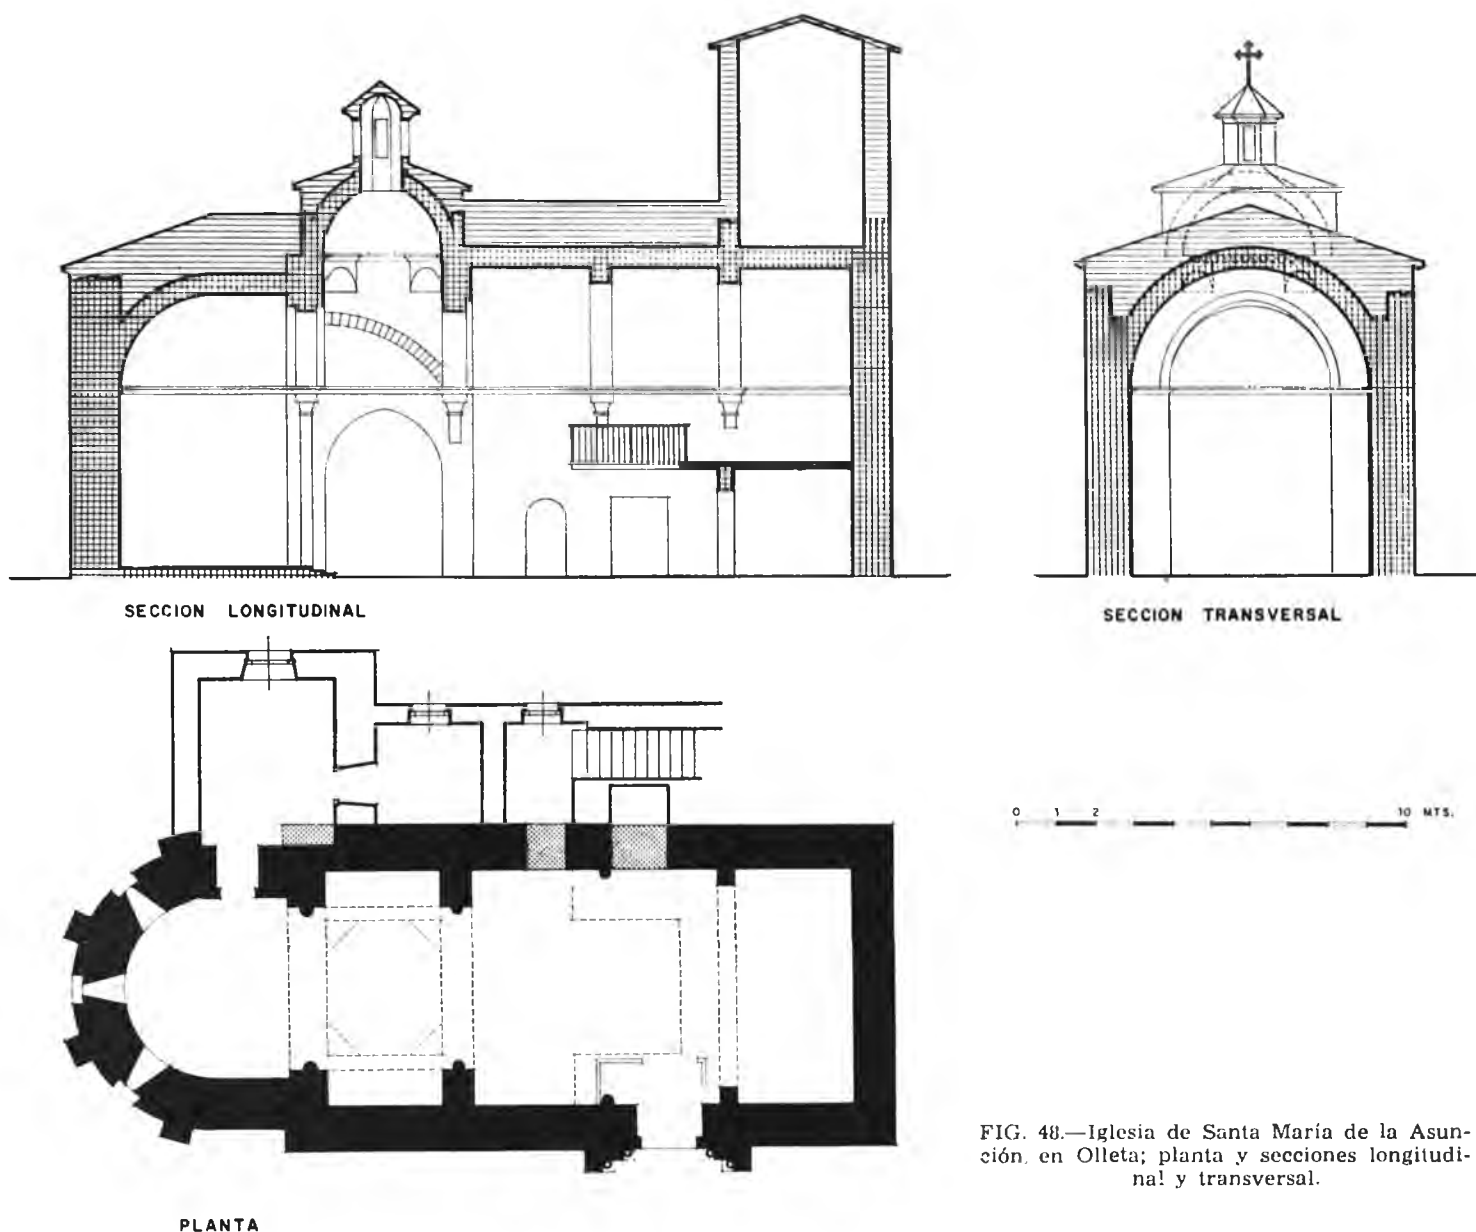 SECCION LONGITUDINAL
SECCION TRANSVERSAL
0 1 2 10 MTS.
FIG. 48.—Iglesia de Santa María de la Asun-
ción, en Olleta; planta y secciones longitudi-
nal y transversal.
PLANTA